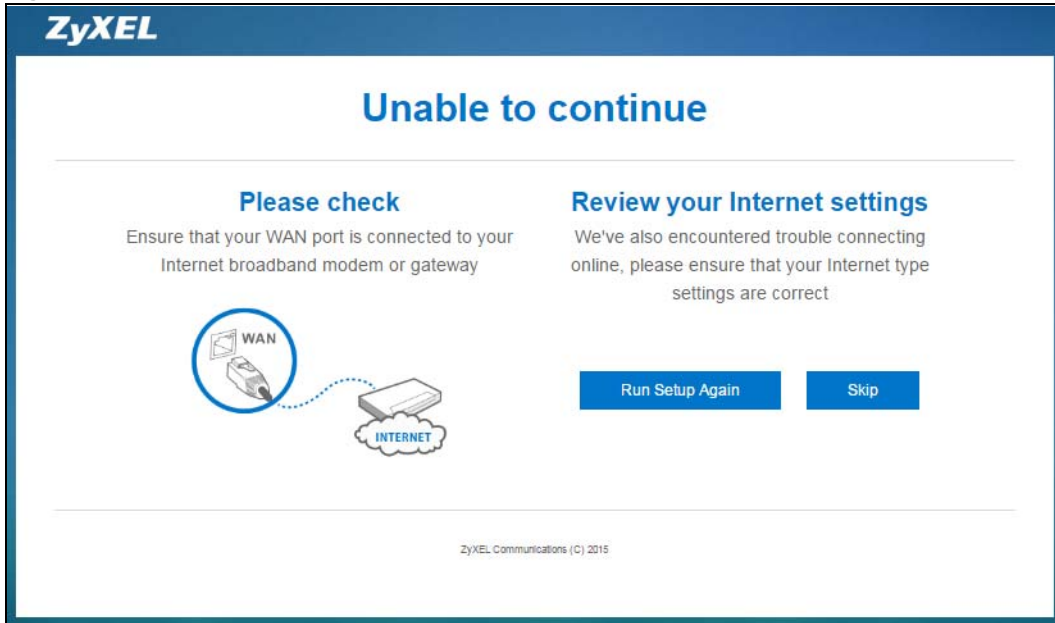 ZyXEL
Unable to continue
Please check
Ensure that your WAN port is connected to your
Internet broadband modem or gateway
WAN
INTERNET
Review your Internet settings
We've also encountered trouble connecting
online, please ensure that your Internet type
settings are correct
Run Setup Again
Skip
ZyXEL Communications (C) 2015